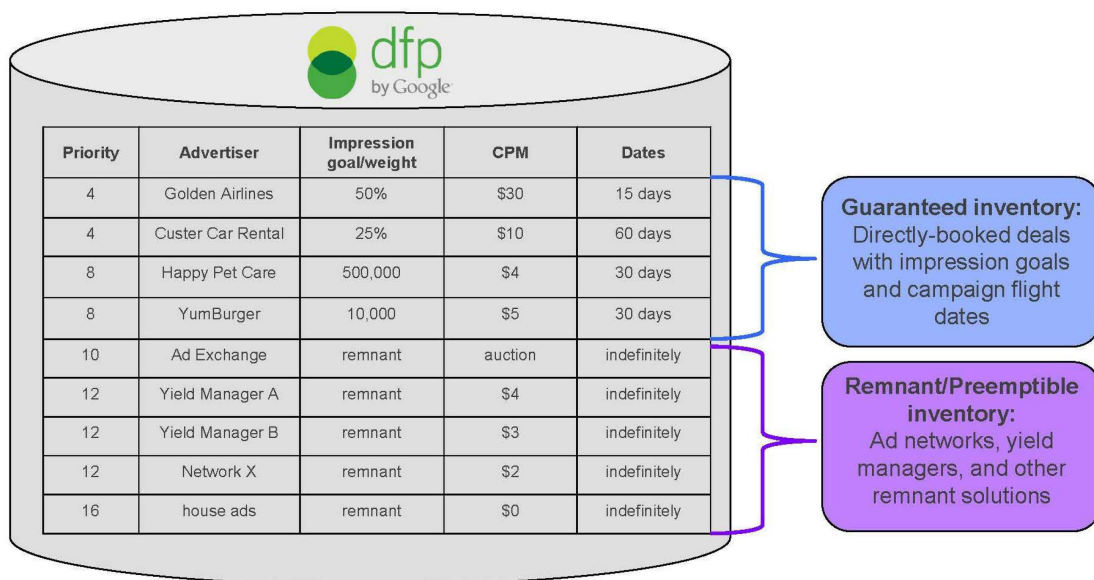 dfp
by Google
Priority Advertiser Impression goal/weight CPM Dates
4 Golden Airlines 50% $30 15 days
4 Custer Car Rental 25% $10 60 days
8 Happy Pet Care 500,000 $4 30 days
8 YumBurger 10,000 $5 30 days
10 Ad Exchange remnant auction indefinitely
12 Yield Manager A remnant $4 indefinitely
12 Yield Manager B remnant $3 indefinitely
12 Network X remnant $2 indefinitely
16 house ads remnant $0 indefinitely
Guaranteed inventory:
Directly-booked deals
with impression goals
and campaign flight
dates
Remnant/Preemptible
inventory:
Ad networks, yield
managers, and other
remnant solutions